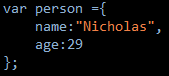 var person ={
    name:"Nicholas",
    age:29
};